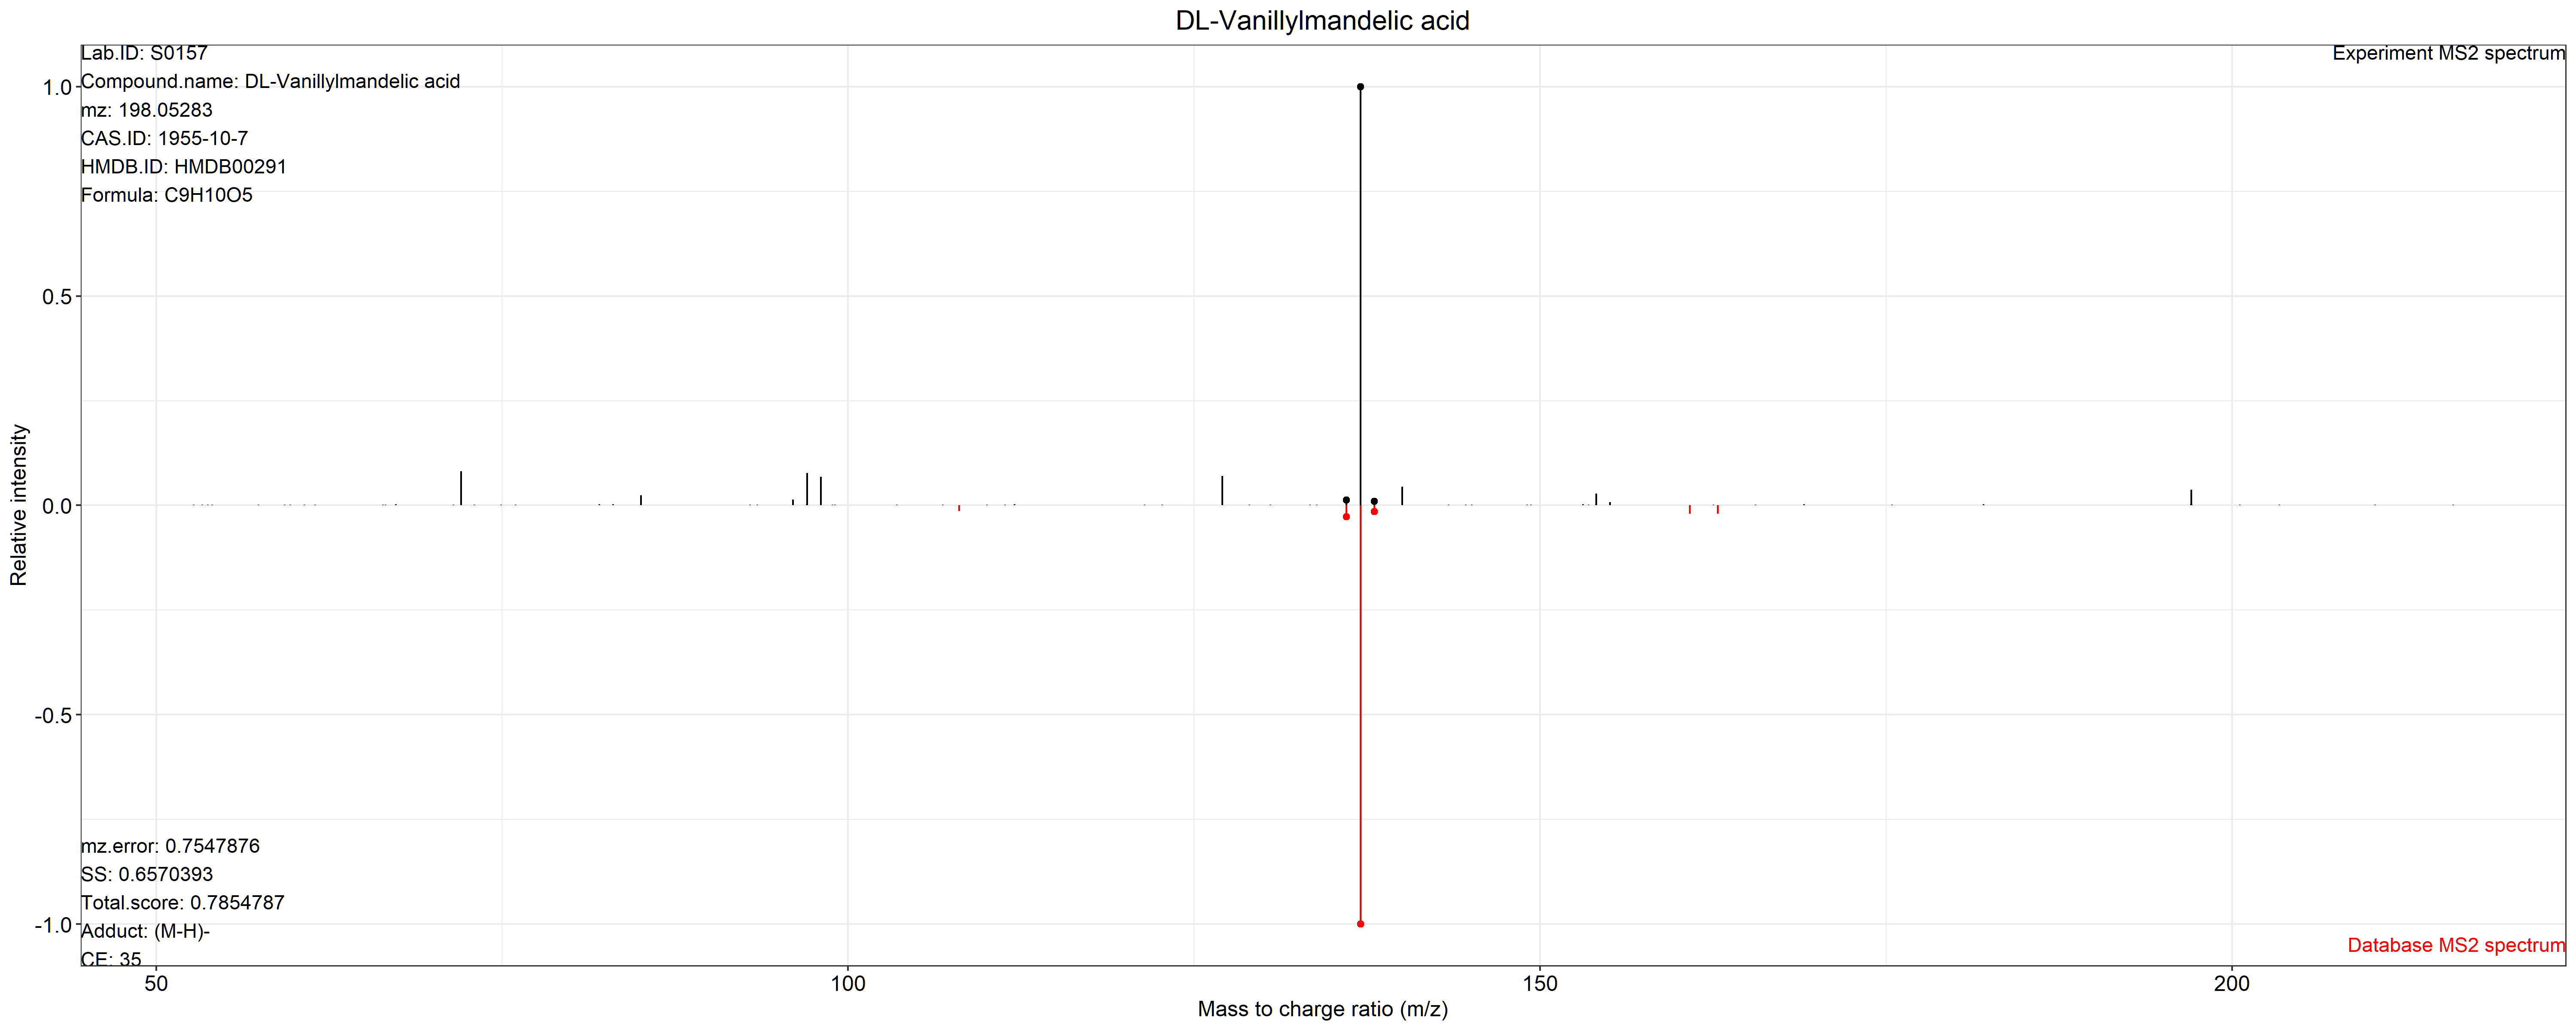 DL-Vanillylmandelic acid
Lab.ID: S0157
Experiment MS2 spectrum
Compound.name: DL-Vanillylmandelic acid
mz: 198.05283
CAS.ID: 1955-10-7
HMDB.ID: HMDB00291
Formula: C9H10O5
1.0
0.5
0.0
-0.5
-1.0
Relative intensity
mz.error: 0.7547876
SS: 0.6570393
Total.score: 0.7854787
Adduct: (M-H)-
CE: 35
Database MS2 spectrum
50
100
150
200
Mass to charge ratio (m/z)